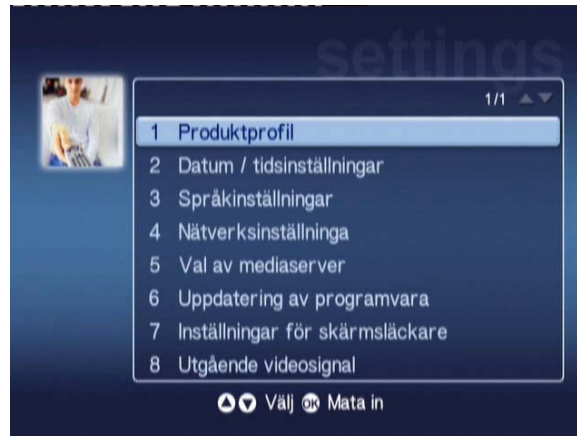 settings
1/1
1 Produktprofil
2 Datum / tidsinställningar
3 Språkinställningar
4 Nätverksinställninga
5 Val av mediaserver
6 Uppdatering av programvara
7 Inställningar för skärmsläckare
8 Utgående videosignal
Välj OK Mata in